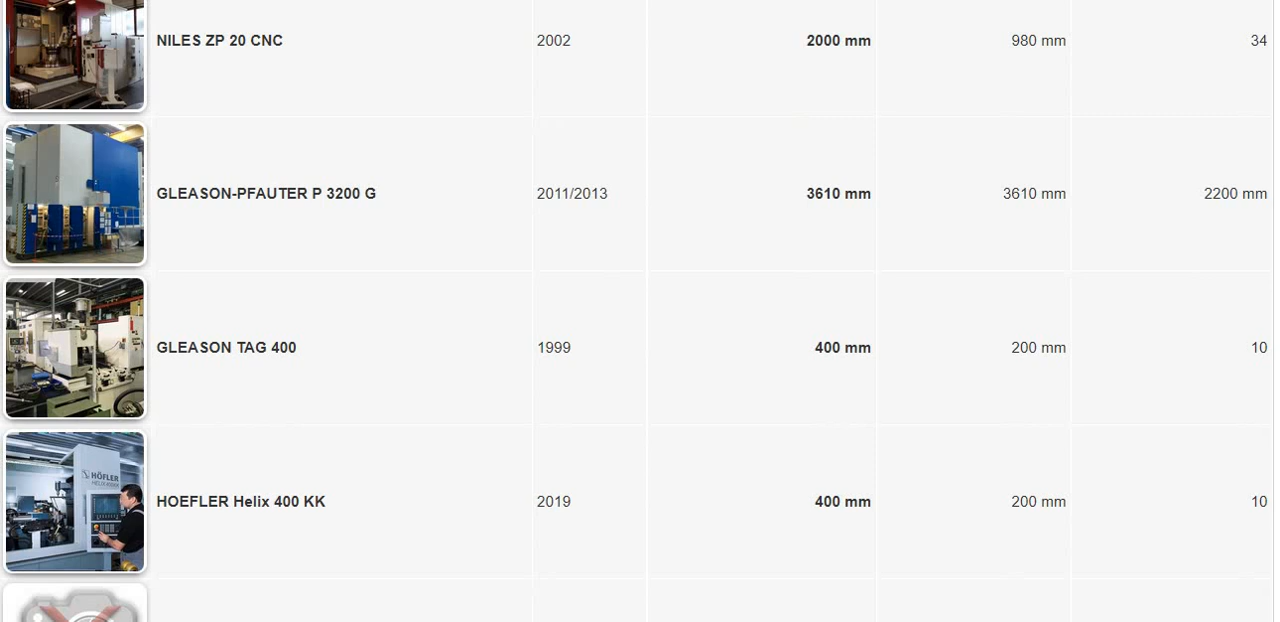 NILES ZP 20 CNC 2002 2000 mm 980 mm 34
GLEASON-PFAUTER P 3200 G 2011/2013 3610 mm 3610 mm 2200 mm
GLEASON TAG 400 1999 400 mm 200 mm 10
HÖFLER
HOEFLER Helix 400 KK 2019 400 mm 200 mm 10